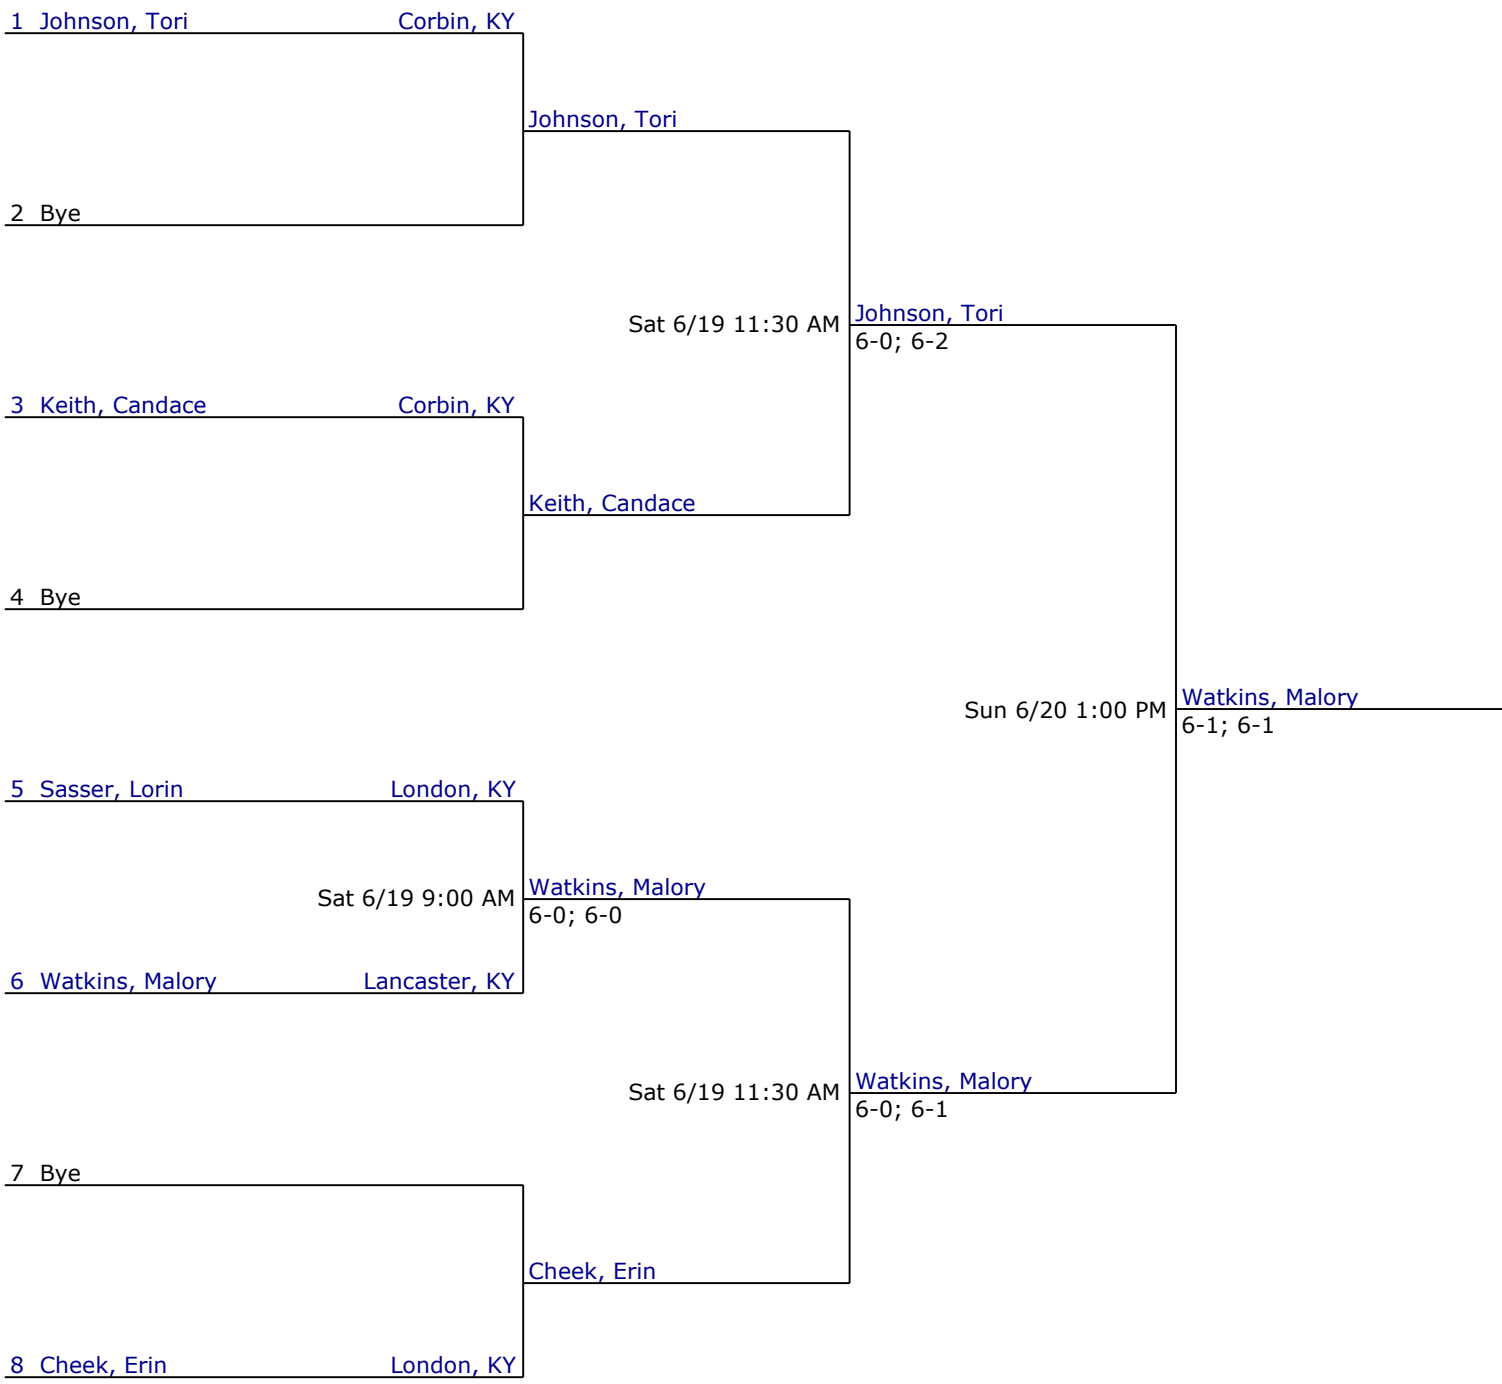 1 Johnson, Tori Corbin, KY
Johnson, Tori
2 Bye
Johnson, Tori
Sat 6/19 11:30 AM
6-0; 6-2
3 Keith, Candace Corbin, KY
Keith, Candace
4 Bye
Watkins, Malory
Sun 6/20 1:00 PM
6-1; 6-1
5 Sasser, Lorin London, KY
Watkins, Malory
Sat 6/19 9:00 AM
6-0; 6-0
6 Watkins, Malory Lancaster, KY
Watkins, Malory
Sat 6/19 11:30 AM
6-0; 6-1
7 Bye
Cheek, Erin
8 Cheek, Erin London, KY